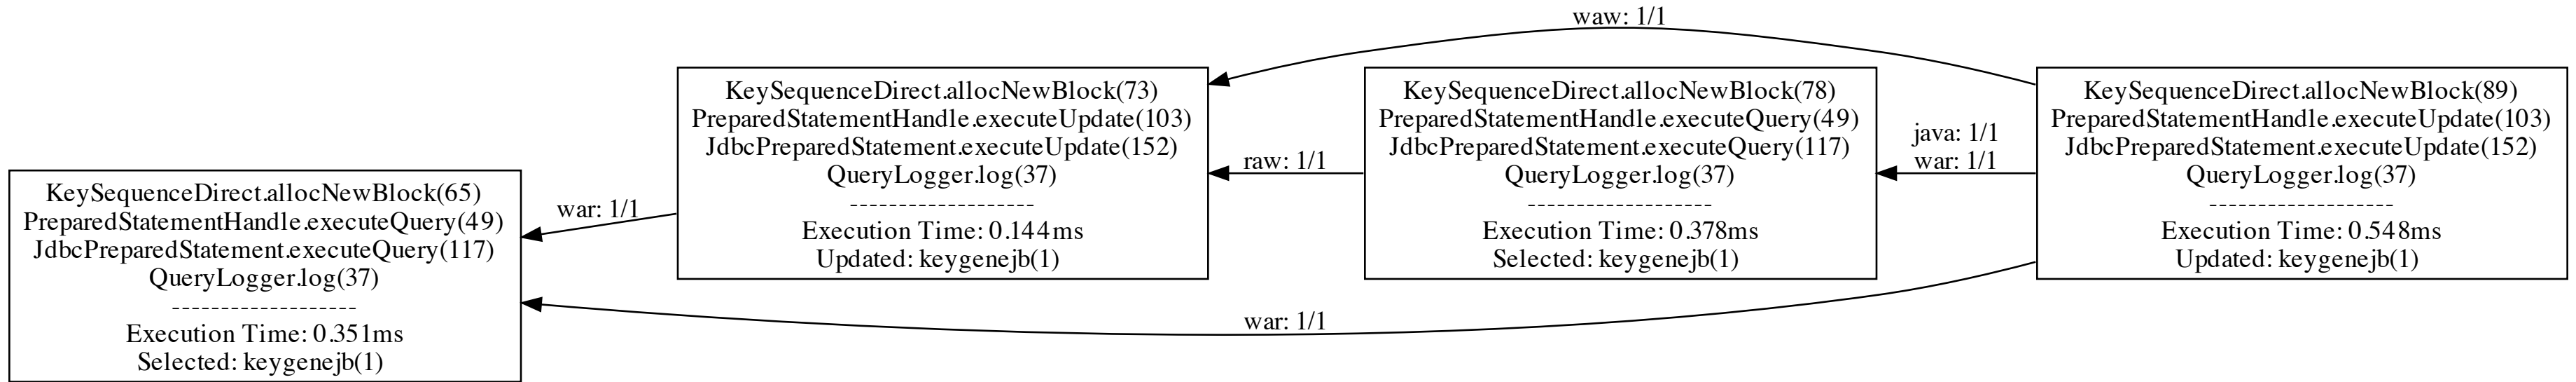 waw: 1/1
KeySequenceDirect.allocNewBlock(65)
PreparedStatementHandle.executeQuery(49)
JdbcPreparedStatement.executeQuery(117)
QueryLogger.log(37)
-------------------
Execution Time: 0.351ms
Selected: keygenejb(1)
war: 1/1
KeySequenceDirect.allocNewBlock(73)
PreparedStatementHandle.executeUpdate(103)
JdbcPreparedStatement.executeUpdate(152)
QueryLogger.log(37)
-------------------
Execution Time: 0.144ms
Updated: keygenejb(1)
raw: 1/1
KeySequenceDirect.allocNewBlock(78)
PreparedStatementHandle.executeQuery(49)
JdbcPreparedStatement.executeQuery(117)
QueryLogger.log(37)
-------------------
Execution Time: 0.378ms
Selected: keygenejb(1)
java: 1/1
war: 1/1
KeySequenceDirect.allocNewBlock(89)
PreparedStatementHandle.executeUpdate(103)
JdbcPreparedStatement.executeUpdate(152)
QueryLogger.log(37)
-------------------
Execution Time: 0.548ms
Updated: keygenejb(1)
war: 1/1